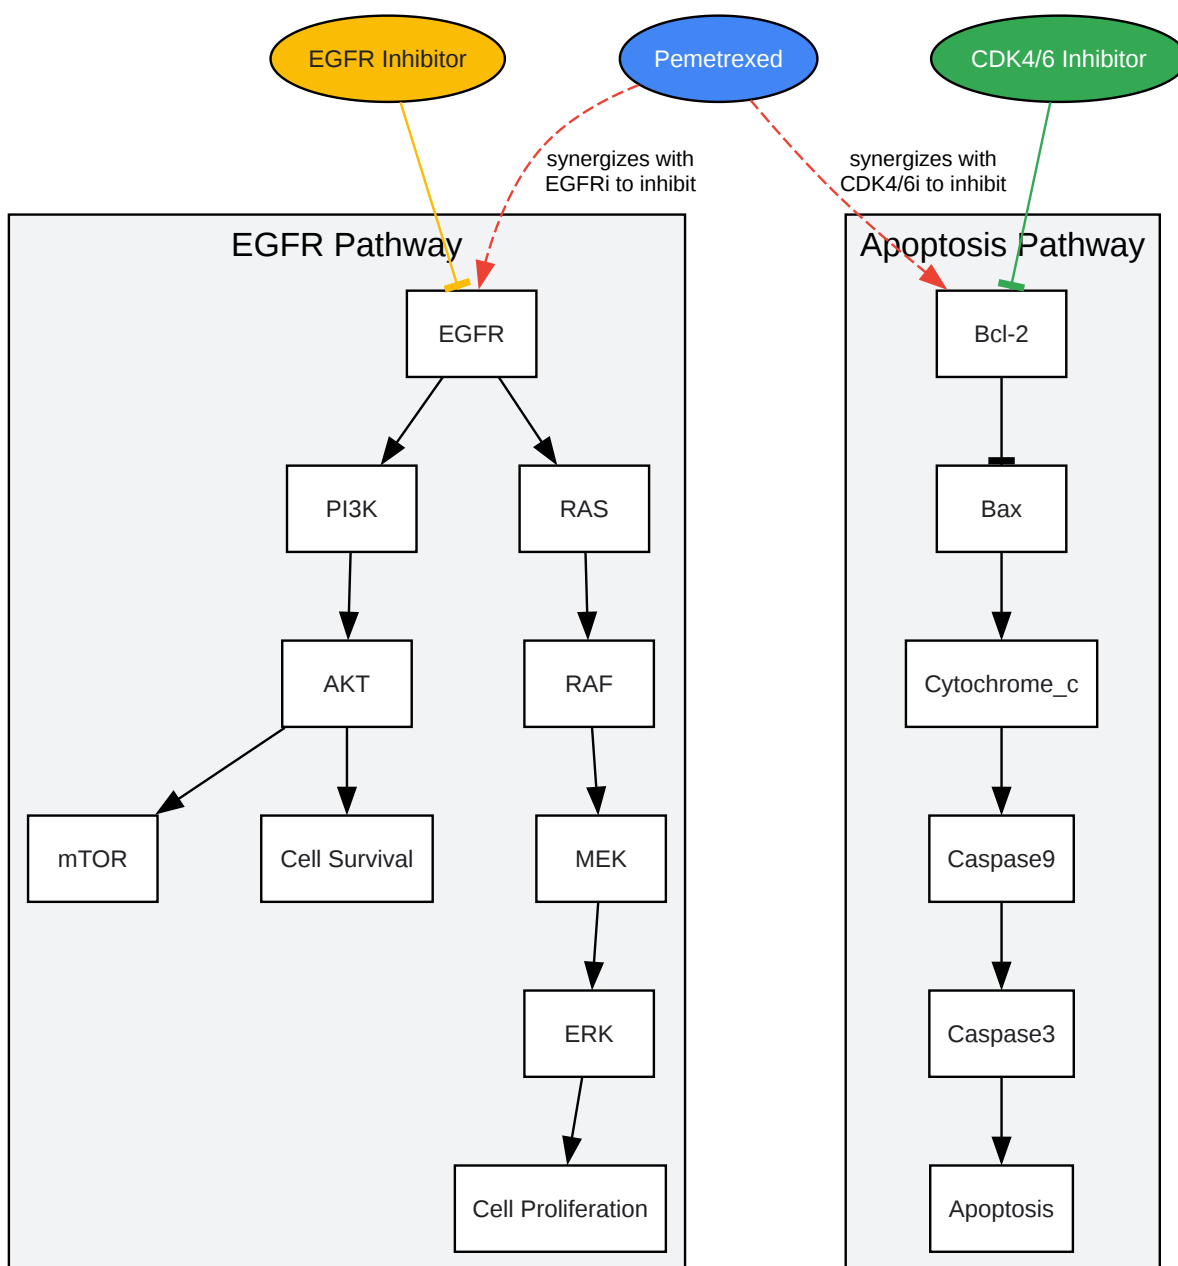 EGFR Inhibitor
Pemetrexed
CDK4/6 Inhibitor
synergizes with
EGFRi to inhibit
synergizes with
CDK4/6i to inhibit
EGFR Pathway
Apoptosis Pathway
EGFR
Bcl-2
PI3K
RAS
Bax
AKT
RAF
Cytochrome_c
mTOR
Cell Survival
MEK
Caspase9
ERK
Caspase3
Cell Proliferation
Apoptosis